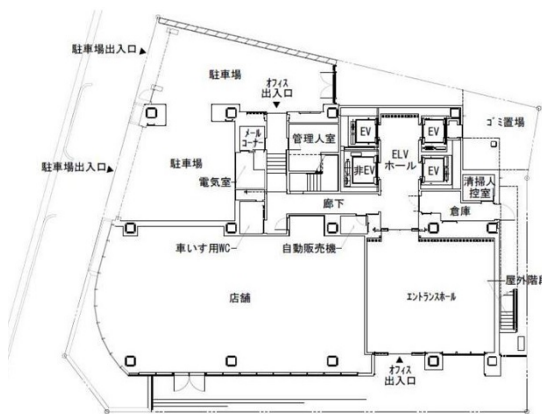 駐車場出入口
駐車場
オフィス
出入口
ゴミ置場
メール
コーナー
管理人室
EV
EV
ELV
ホール
駐車場出入口
駐車場
電気室
非EV
EV
清掃人
控室
廊下
倉庫
車いす用WC
自動販売機
屋外階段
店舗
エントランスホール
オフィス
出入口